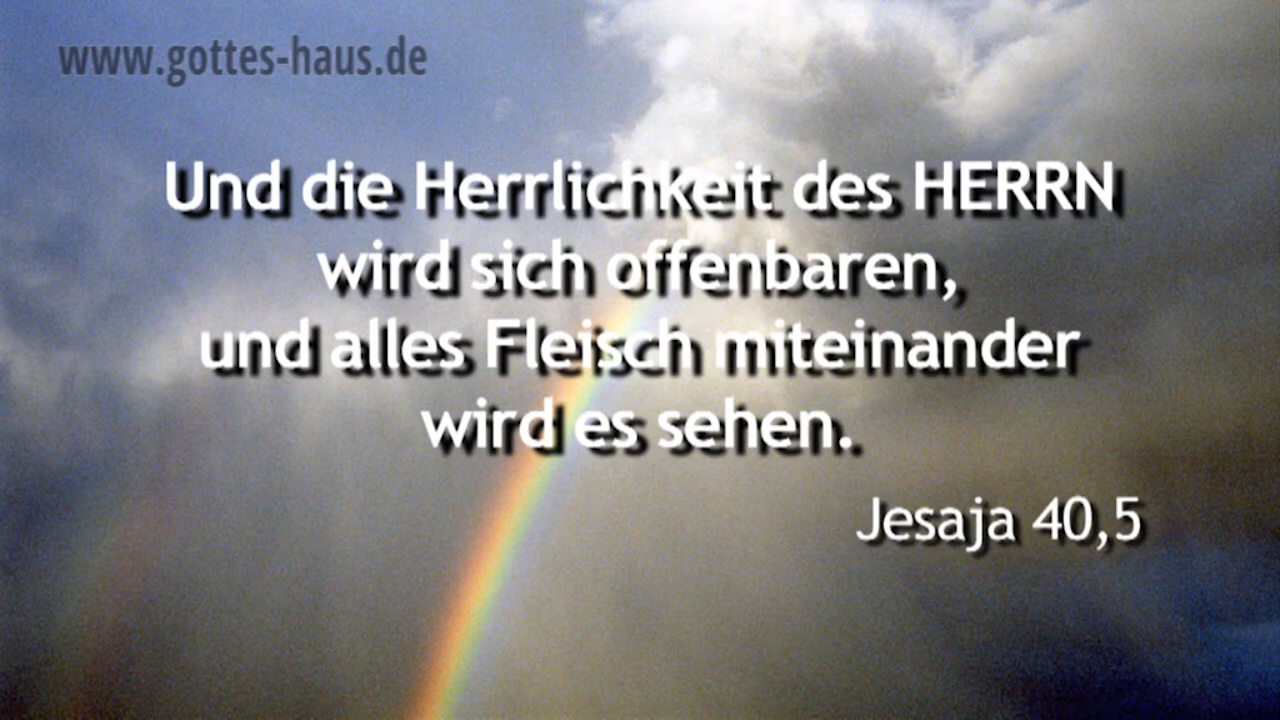 www.gottes-haus.de
Und die Herrlichkeit des HERRN
wird sich offenbaren,
und alles Fleisch miteinander
wird es sehen.
Jesaja 40,5